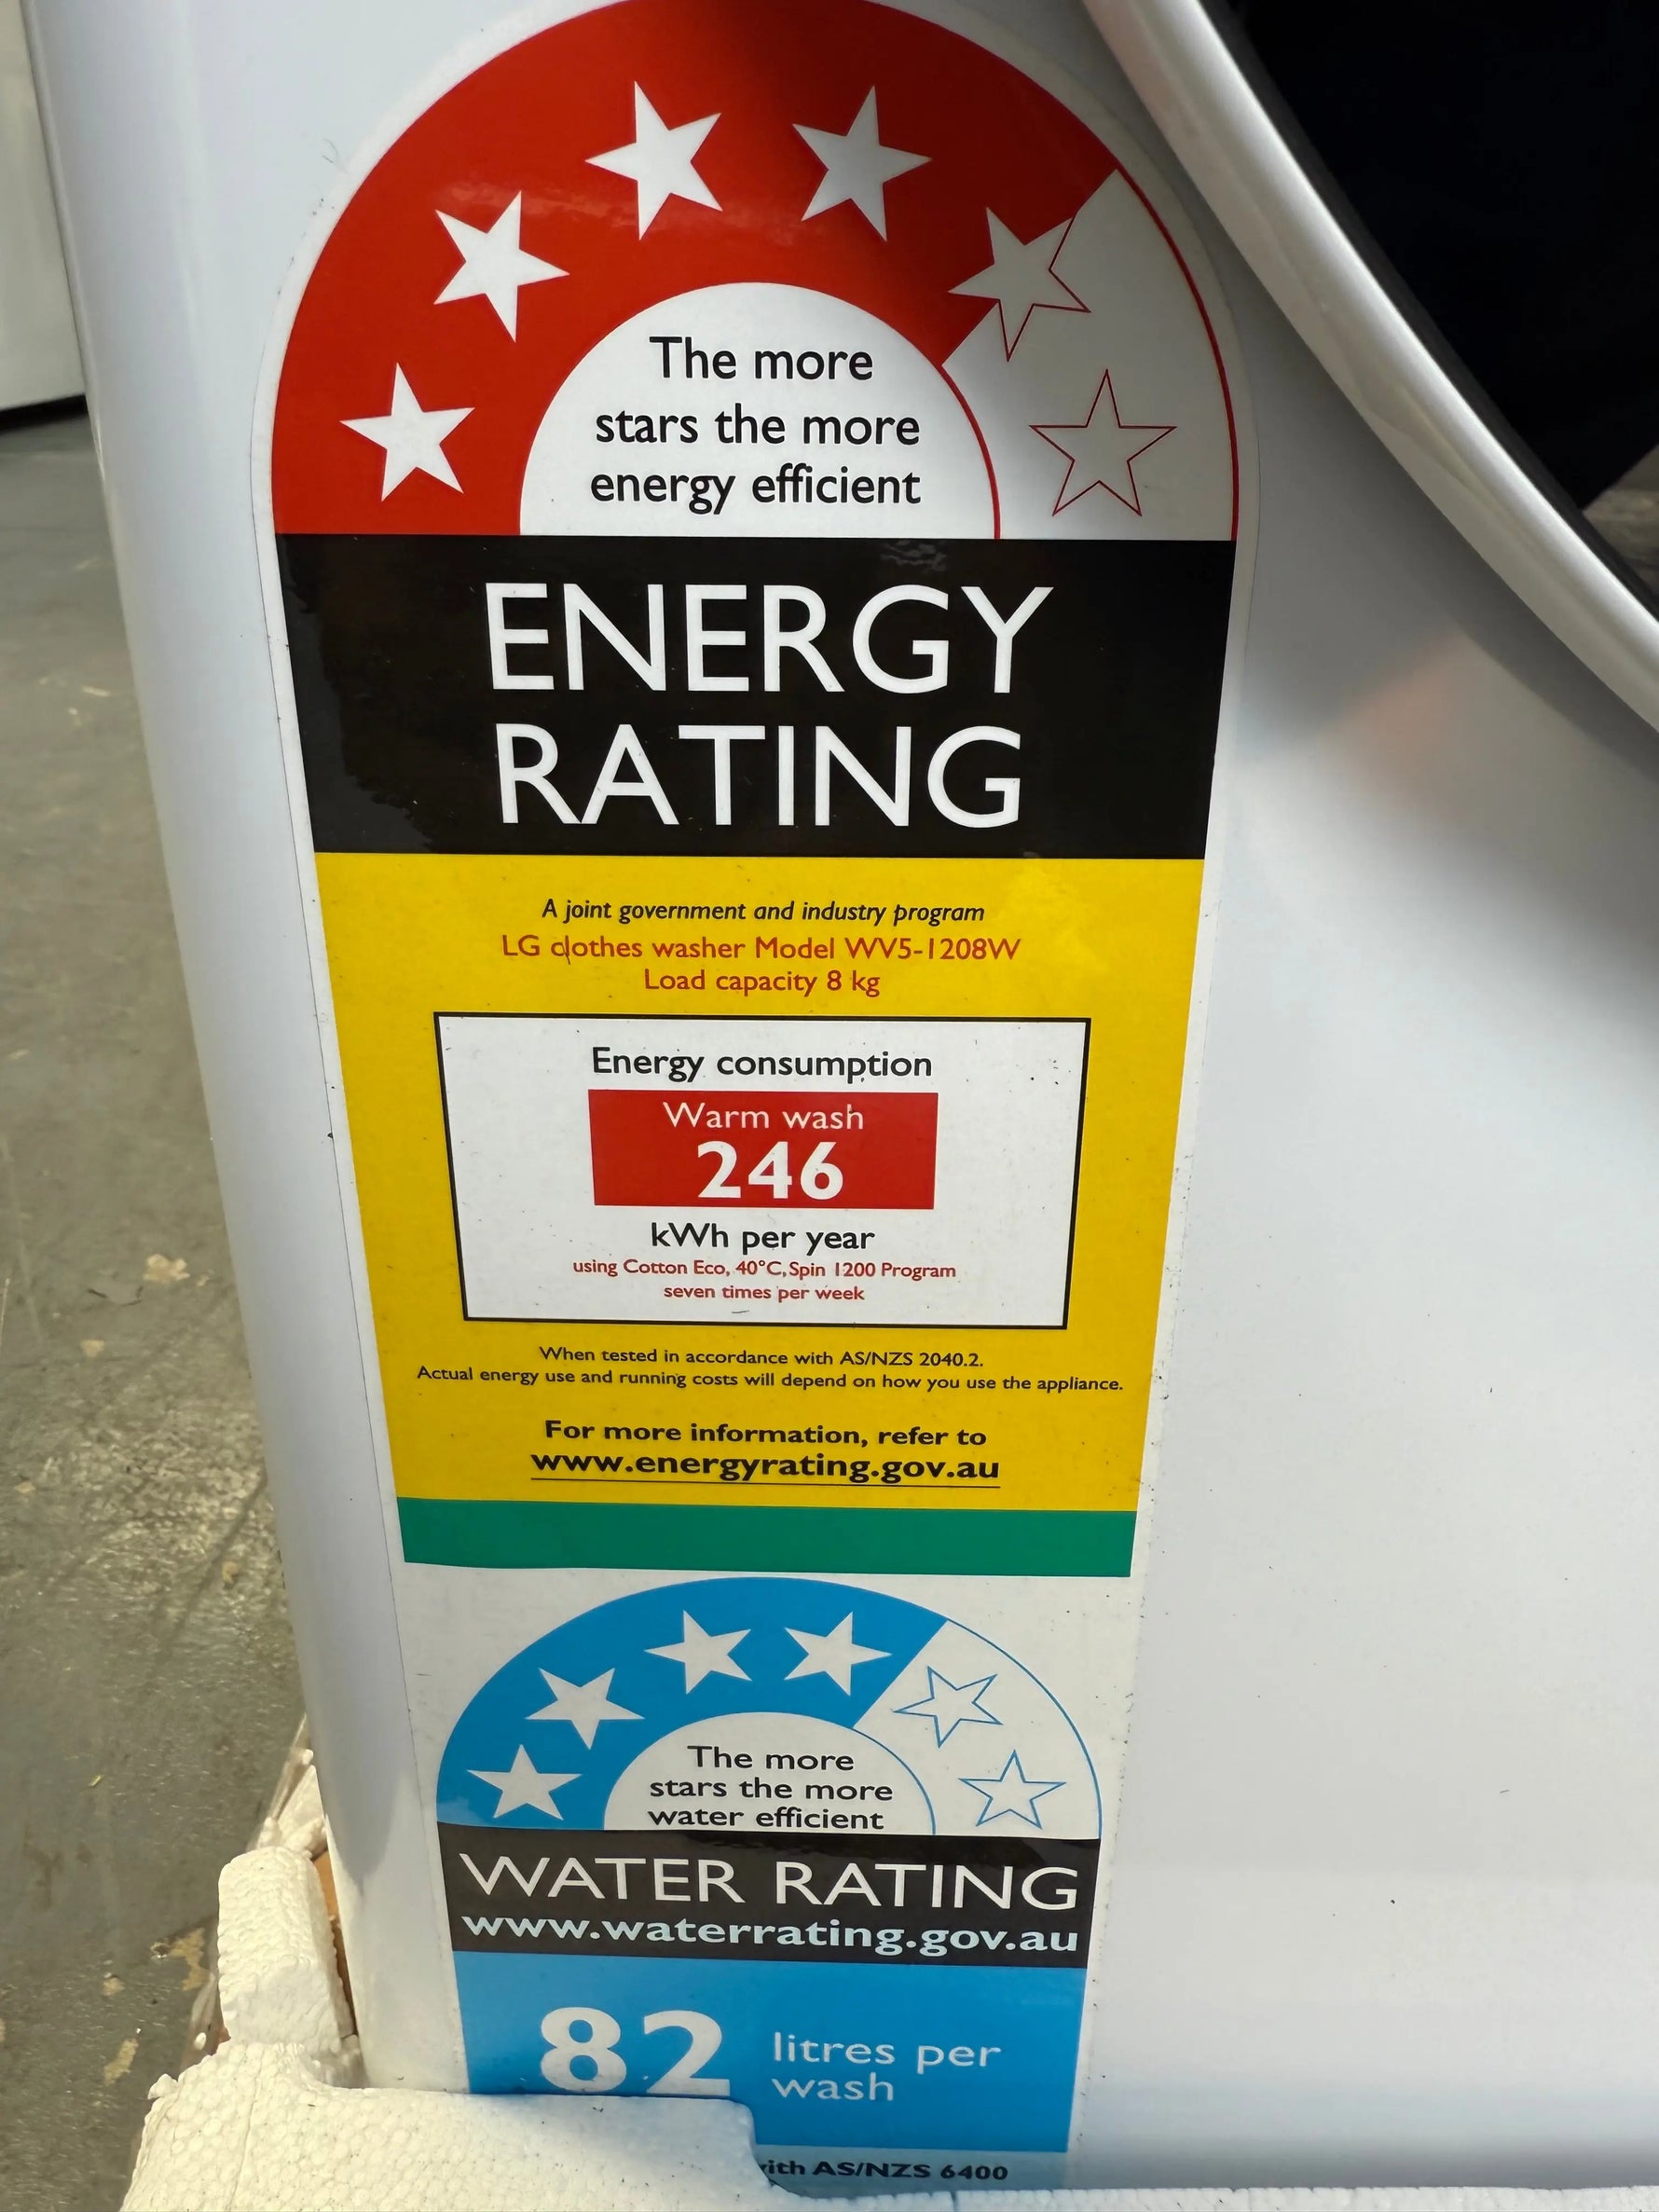 The more
stars the more
energy efficient
ENERGY
RATING
A joint government and industry program
LG clothes washer Model WV5-1208W
Load capacity 8 kg
Energy consumption
Warm wash
246
kWh per year
using Cotton Eco, 40°C, Spin 1200 Program
seven times per week
When tested in accordance with AS/NZS 2040.2.
Actual energy use and running costs will depend on how you use the appliance.
For more information, refer to
www.energyrating.gov.au
The more
stars the more
water efficient
WATER RATING
www.waterrating.gov.au
82 litres per
wash
AS/NZS 6400